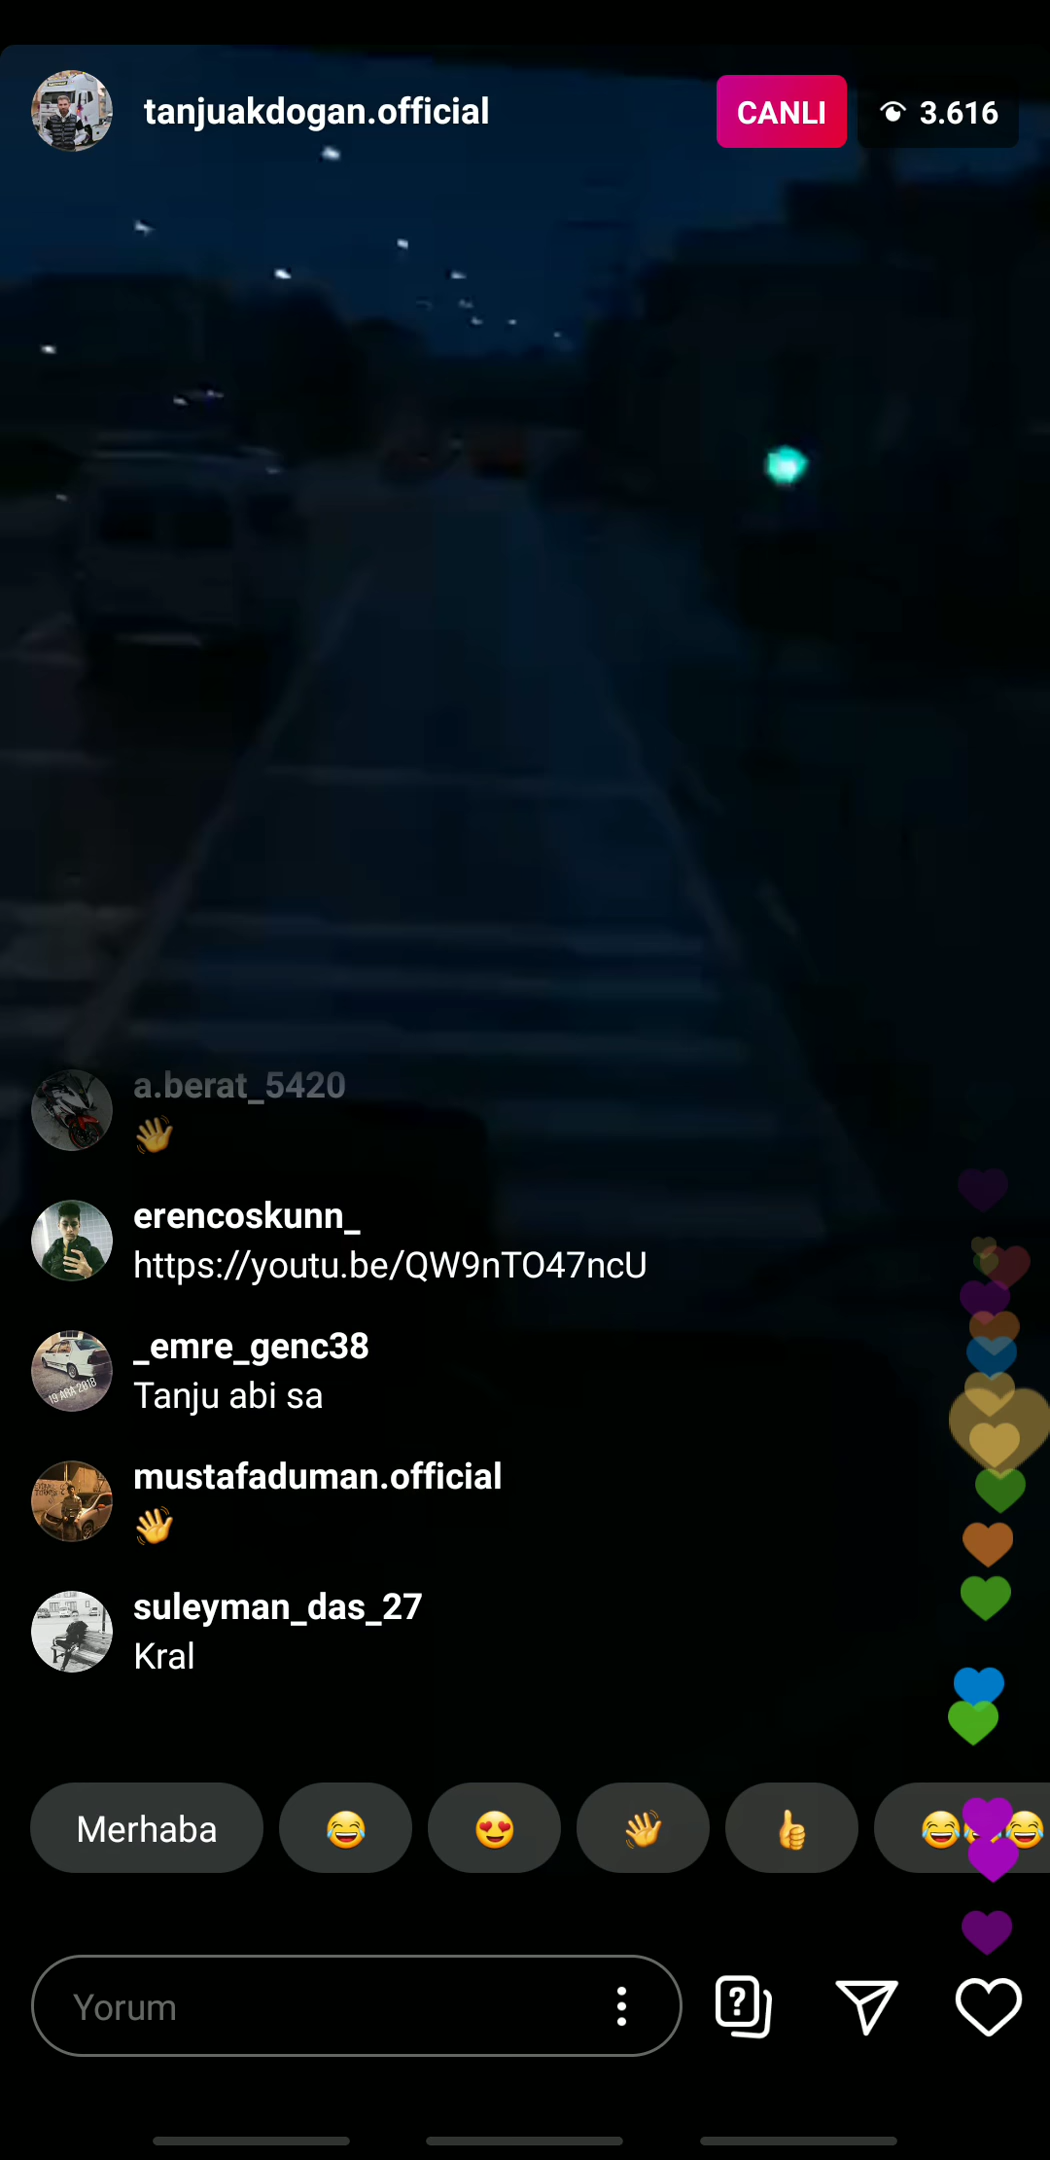 tanjuakdogan.official
CANLI
3.616
a.berat_5420
👋
erencoskunn_
https://youtu.be/QW9nTO47ncU
_emre_genc38
Tanju abi sa
mustafaduman.official
👋
suleyman_das_27
Kral
Merhaba 😂 😍 👋 👍
Yorum